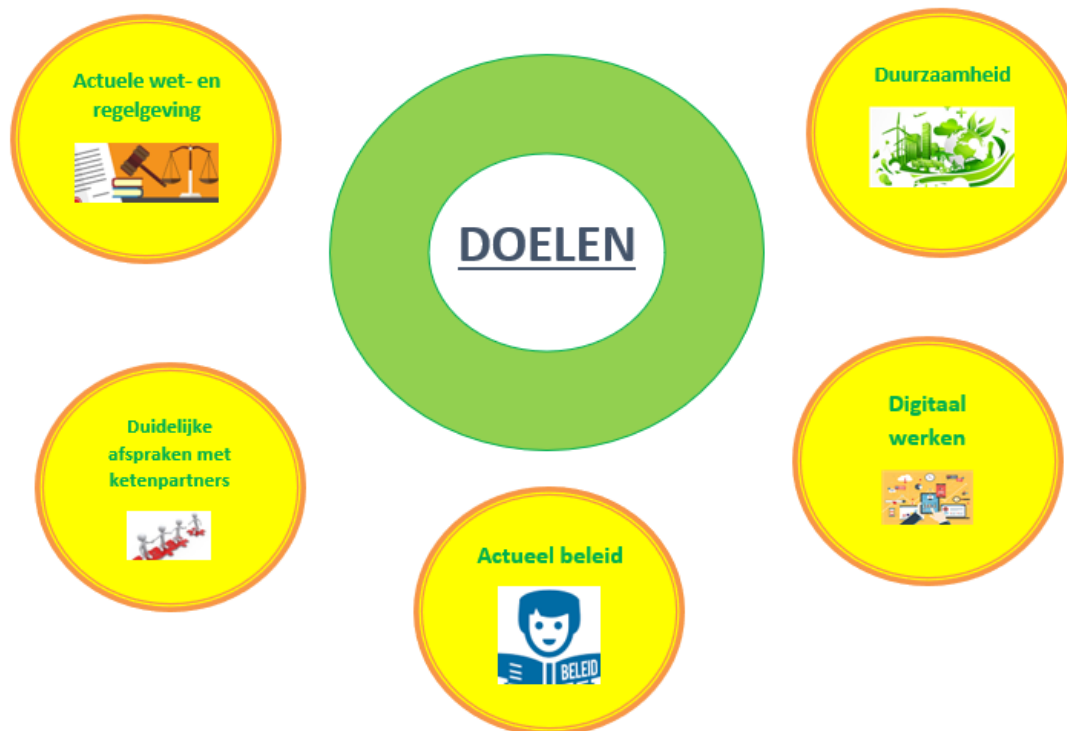 Actuele wet- en
regelgeving
Duurzaamheid
DOELEN
Duidelijke
afspraken met
ketenpartners
Digitaal
werken
Actueel beleid
BELEID